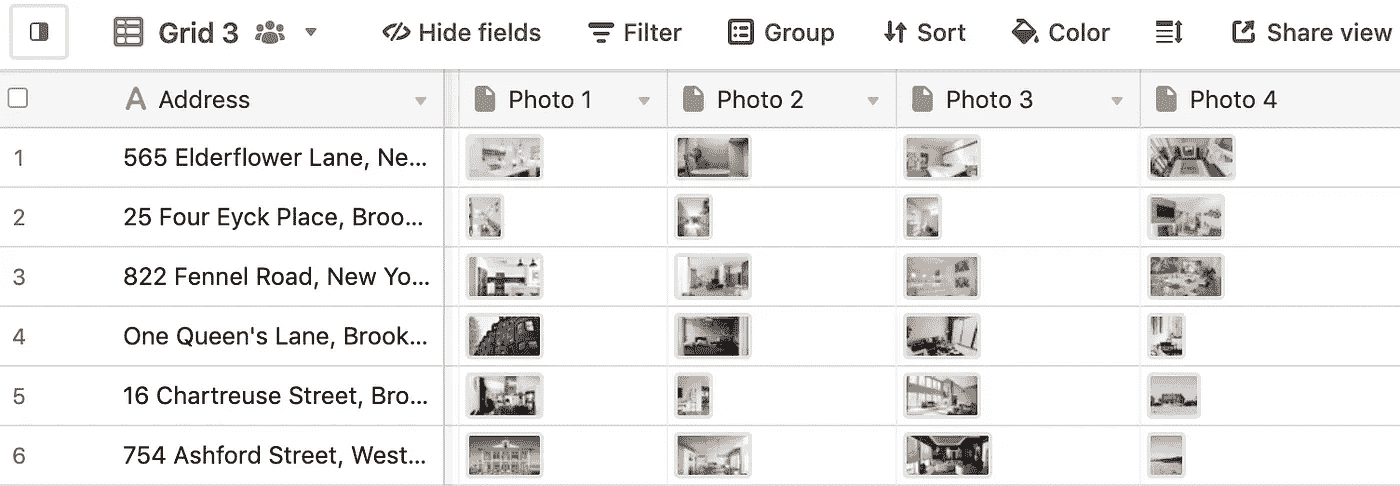 Grid 3 Hide fields Filter Group Sort Color Share view
Address Photo 1 Photo 2 Photo 3 Photo 4
1 565 Elderflower Lane, Ne...
2 25 Four Eyck Place, Broo...
3 822 Fennel Road, New Yo...
4 One Queen's Lane, Brook...
5 16 Chartreuse Street, Bro...
6 754 Ashford Street, West...